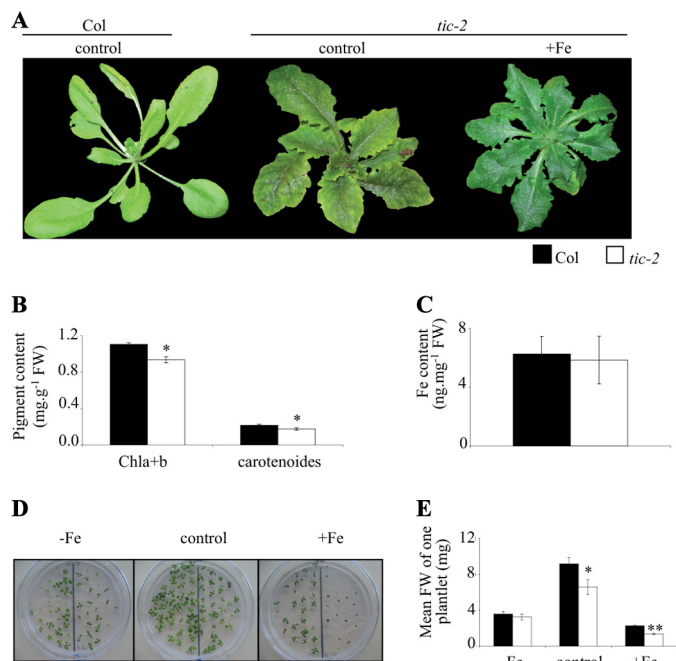 A
Col
tic-2
control
control
+Fe
Col
tic-2
B
C
Pigment content
(mg.g-1 FW)
1.2
0.8
0.4
0.0
*
*
Chla+b
carotenoides
Fe content
(ng.mg-1 FW)
8
6
4
0
D
E
-Fe
control
+Fe
Mean FW of one
plantlet (mg)
12
8
4
0
*
**
-Fe
control
+Fe